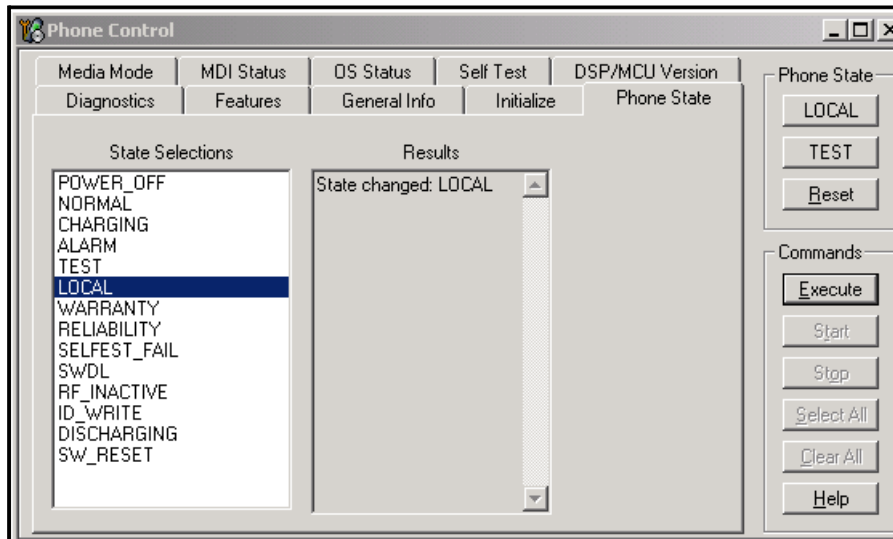 Phone Control
Media Mode MDI Status OS Status Self Test DSP/MCU Version
Diagnostics Features General Info Initialize Phone State
State Selections
POWER_OFF
NORMAL
CHARGING
ALARM
TEST
LOCAL
WARRANTY
RELIABILITY
SELFEST_FAIL
SWDL
RF_INACTIVE
ID_WRITE
DISCHARGING
SW_RESET
Results
State changed: LOCAL
Phone State
LOCAL
TEST
Reset
Commands
Execute
Start
Stop
Select All
Clear All
Help